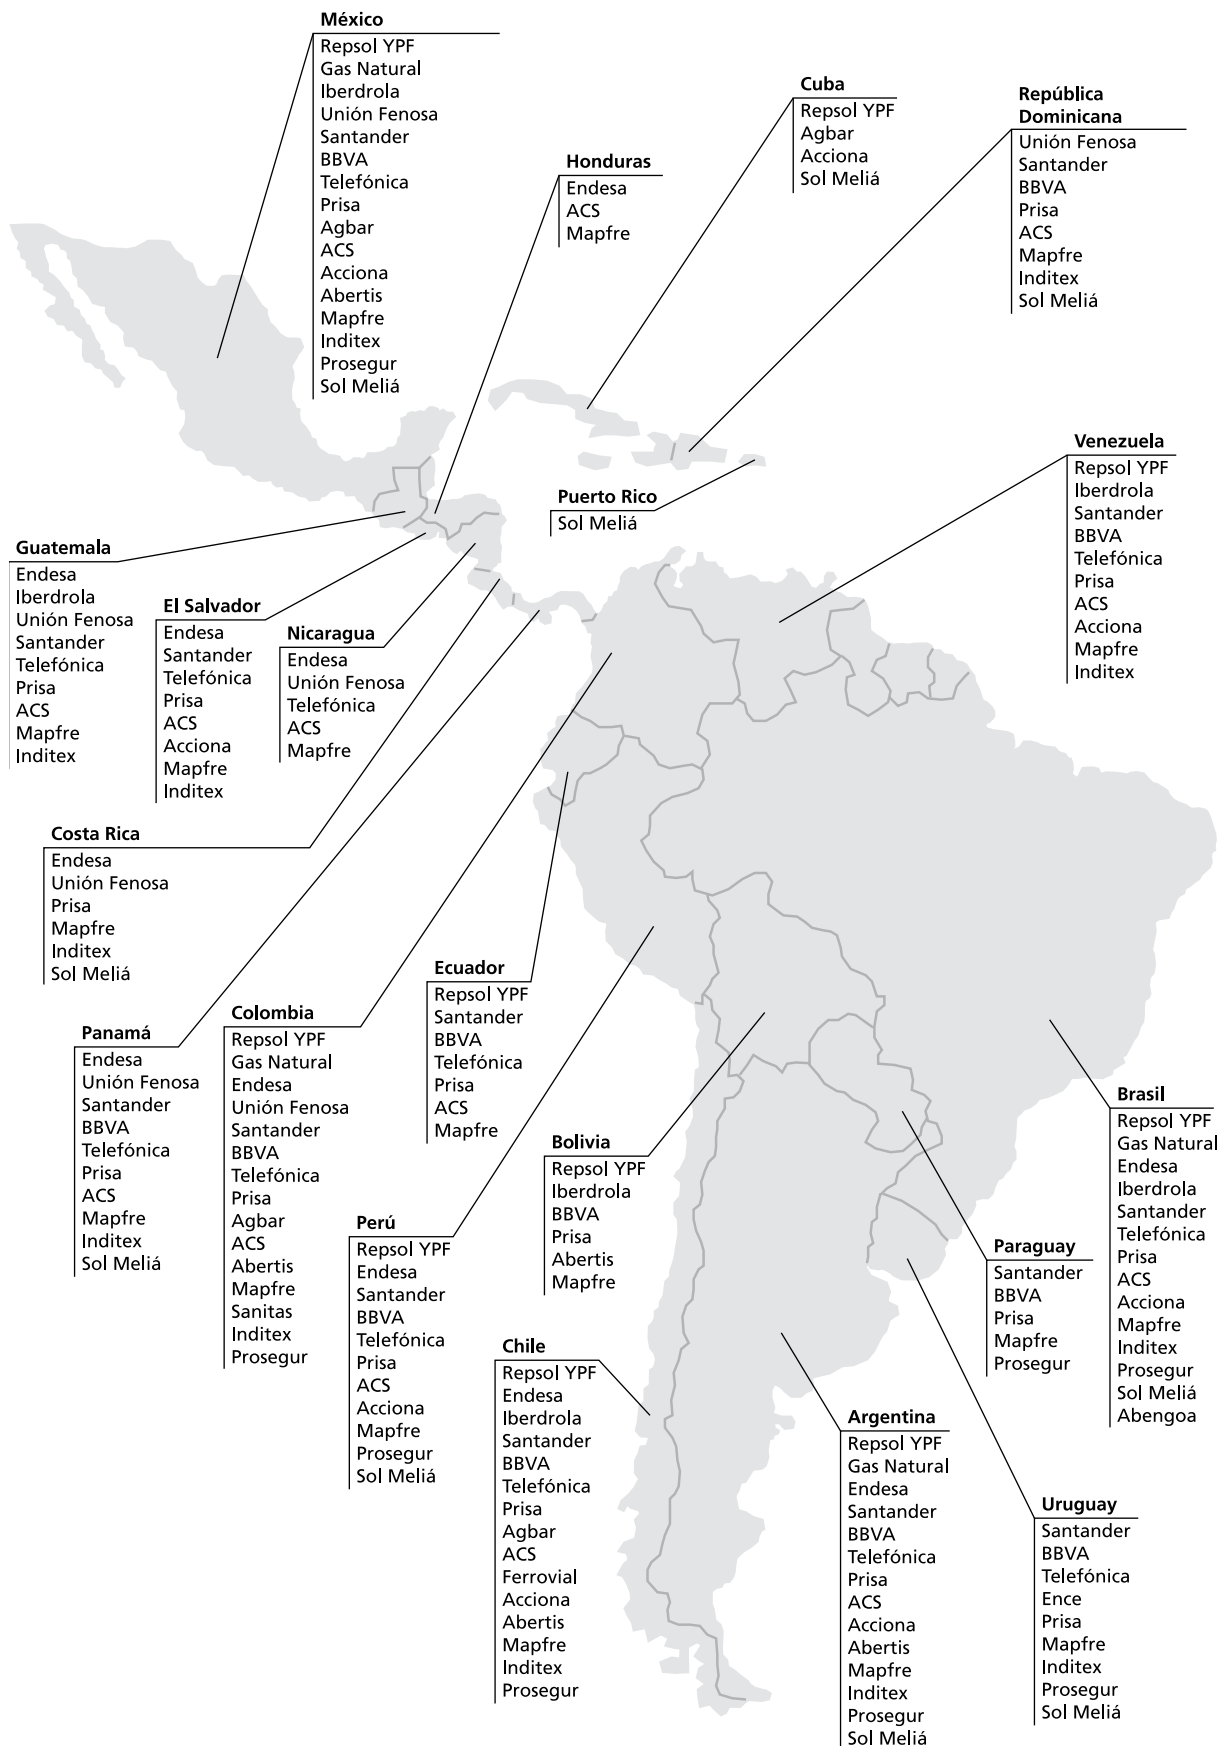 México
Repsol YPF
Gas Natural
Iberdrola
Unión Fenosa
Santander
BBVA
Telefónica
Prisa
Agbar
ACS
Acciona
Abertis
Mapfre
Inditex
Prosegur
Sol Meliá
Honduras
Endesa
ACS
Mapfre
Cuba
Repsol YPF
Agbar
Acciona
Sol Meliá
República
Dominicana
Unión Fenosa
Santander
BBVA
Prisa
ACS
Mapfre
Inditex
Sol Meliá
Puerto Rico
Sol Meliá
Venezuela
Repsol YPF
Iberdrola
Santander
BBVA
Telefónica
Prisa
ACS
Acciona
Mapfre
Inditex
Guatemala
Endesa
Iberdrola
Unión Fenosa
Santander
Telefónica
Prisa
ACS
Mapfre
Inditex
El Salvador
Endesa
Santander
Telefónica
Prisa
ACS
Acciona
Mapfre
Inditex
Nicaragua
Endesa
Unión Fenosa
Telefónica
ACS
Mapfre
Costa Rica
Endesa
Unión Fenosa
Prisa
Mapfre
Inditex
Sol Meliá
Panamá
Endesa
Unión Fenosa
Santander
BBVA
Telefónica
Prisa
ACS
Mapfre
Inditex
Sol Meliá
Colombia
Repsol YPF
Gas Natural
Endesa
Unión Fenosa
Santander
BBVA
Telefónica
Prisa
Agbar
ACS
Abertis
Mapfre
Sanitas
Inditex
Prosegur
Ecuador
Repsol YPF
Santander
BBVA
Telefónica
Prisa
ACS
Mapfre
Perú
Repsol YPF
Endesa
Santander
BBVA
Telefónica
Prisa
ACS
Acciona
Mapfre
Prosegur
Sol Meliá
Bolivia
Repsol YPF
Iberdrola
BBVA
Prisa
Abertis
Mapfre
Chile
Repsol YPF
Endesa
Iberdrola
Santander
BBVA
Telefónica
Prisa
Agbar
ACS
Ferrovial
Acciona
Abertis
Mapfre
Inditex
Prosegur
Brasil
Repsol YPF
Gas Natural
Endesa
Iberdrola
Santander
Telefónica
Prisa
ACS
Acciona
Mapfre
Inditex
Prosegur
Sol Meliá
Abengoa
Paraguay
Santander
BBVA
Prisa
Mapfre
Prosegur
Argentina
Repsol YPF
Gas Natural
Endesa
Santander
BBVA
Telefónica
Prisa
ACS
Acciona
Abertis
Mapfre
Inditex
Prosegur
Sol Meliá
Uruguay
Santander
BBVA
Telefónica
Ence
Prisa
Mapfre
Inditex
Prosegur
Sol Meliá